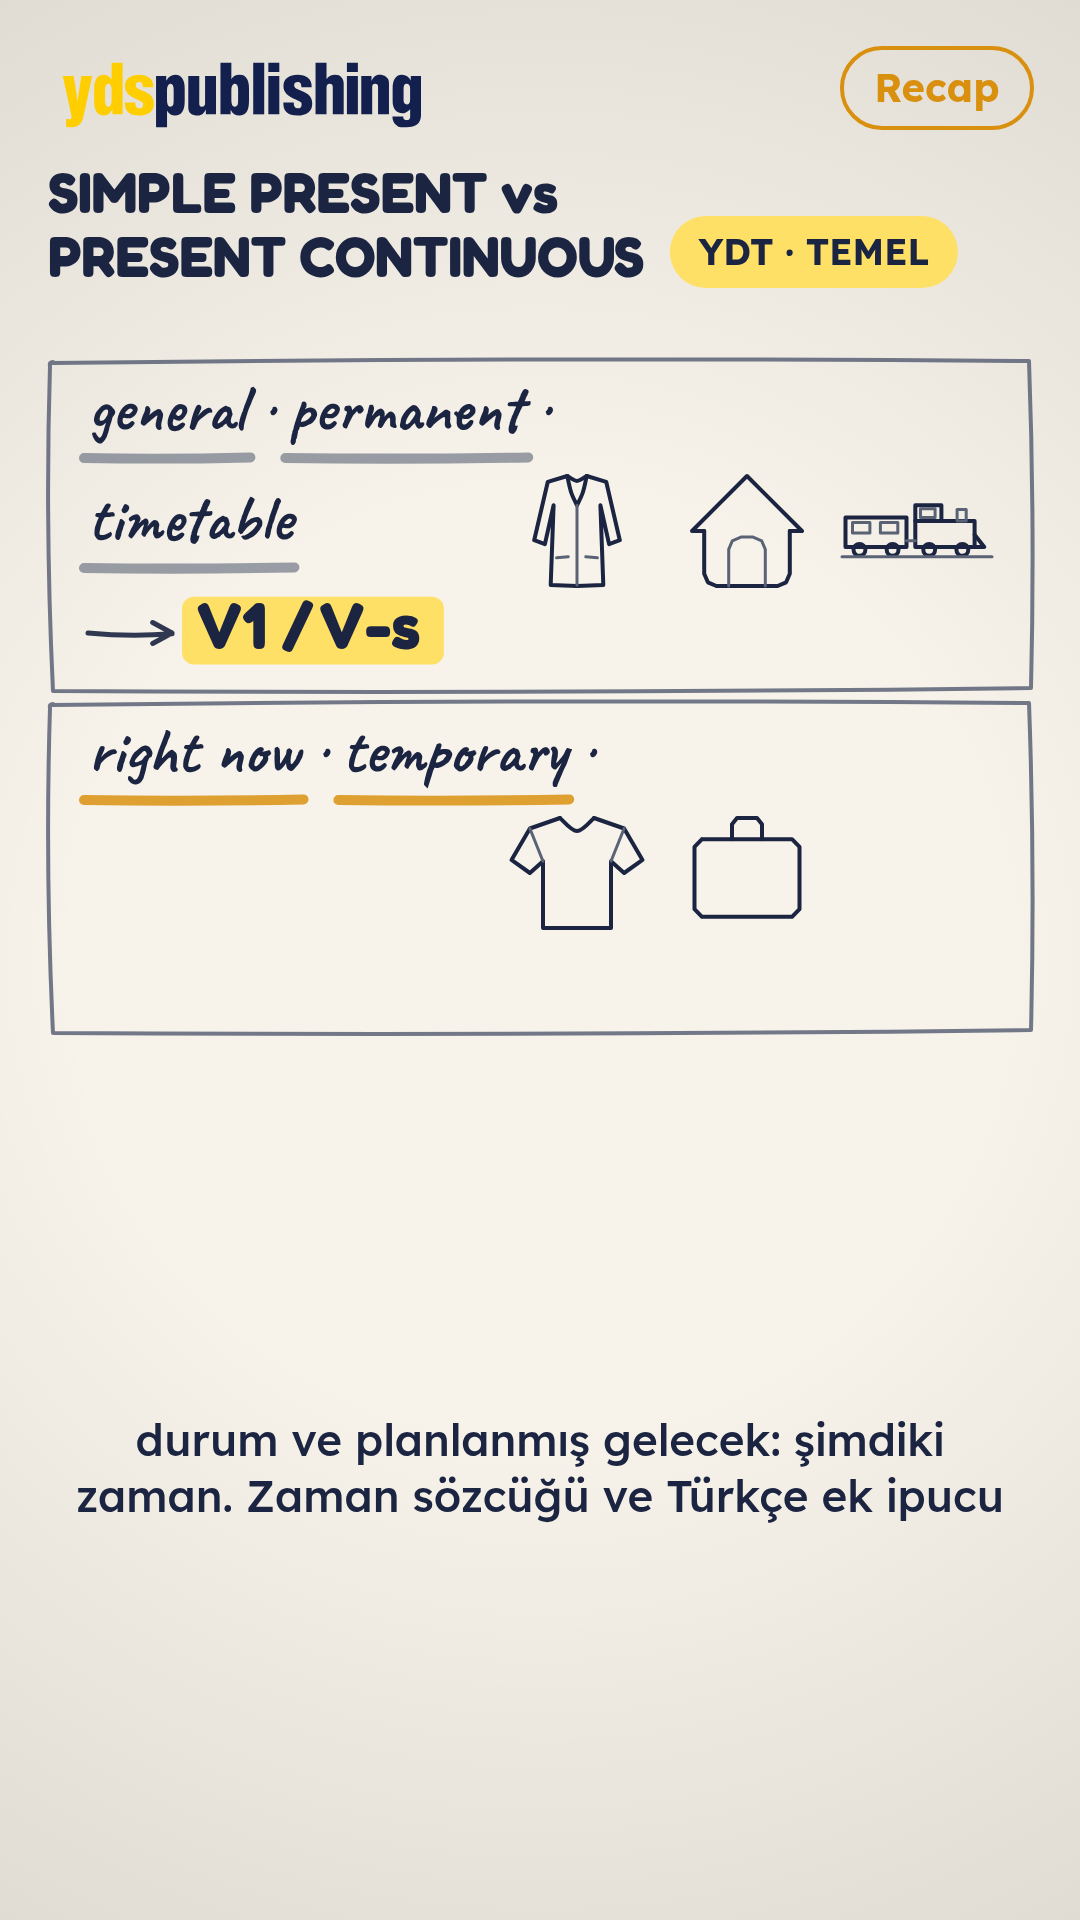 ydspublishing
Recap
SIMPLE PRESENT vs
PRESENT CONTINUOUS
YDT · TEMEL
general · permanent ·
timetable
V1 / V-s
right now · temporary ·
durum ve planlanmış gelecek: şimdiki
zaman. Zaman sözcüğü ve Türkçe ek ipucu